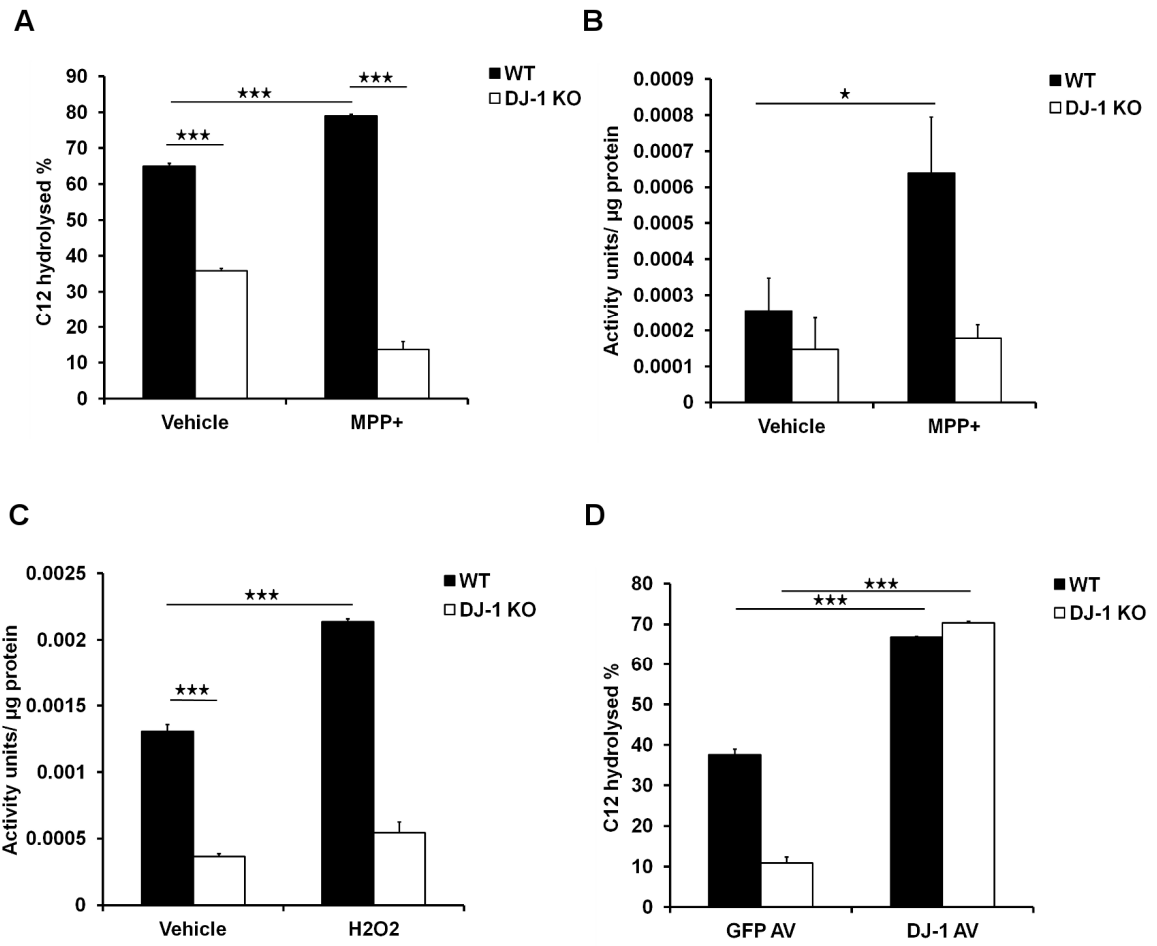 A
C12 hydrolysed %
90
80
70
60
50
40
30
20
10
0
★★★
★★★
★★★
WT
DJ-1 KO
Vehicle
MPP+
B
Activity units/ µg protein
0.0009
0.0008
0.0007
0.0006
0.0005
0.0004
0.0003
0.0002
0.0001
0
★
WT
DJ-1 KO
Vehicle
MPP+
C
Activity units/ µg protein
0.0025
0.002
0.0015
0.001
0.0005
0
★★★
★★★
WT
DJ-1 KO
Vehicle
H2O2
D
C12 hydrolysed %
80
70
60
50
40
30
20
10
0
★★★
★★★
WT
DJ-1 KO
GFP AV
DJ-1 AV